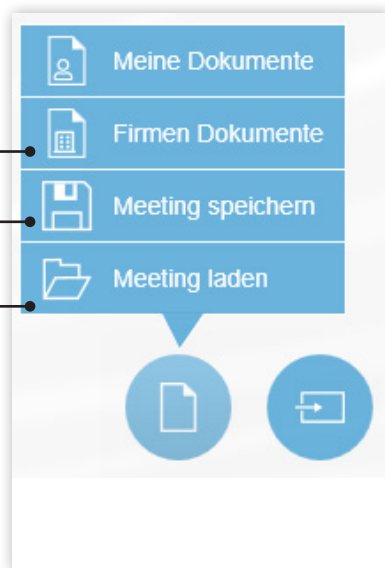 Meine Dokumente
Firmen Dokumente
Meeting speichern
Meeting laden